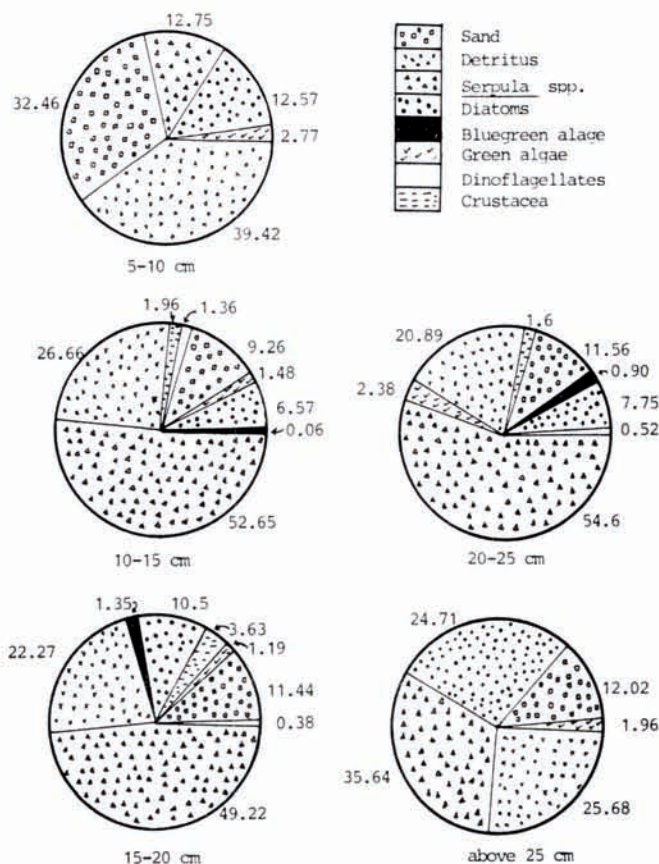 12.75
32.46
12.57
2.77
39.42
5-10 cm
Sand
Detritus
Serpula spp.
Diatoms
Bluegreen alage
Green algae
Dinoflagellates
Crustacea
1.96
1.36
26.66
9.26
1.48
6.57
0.06
52.65
10-15 cm
1.6
20.89
11.56
0.90
2.38
7.75
0.52
54.6
20-25 cm
1.35
10.5
3.63
1.19
22.27
11.44
0.38
49.22
15-20 cm
24.71
12.02
1.96
35.64
25.68
above 25 cm